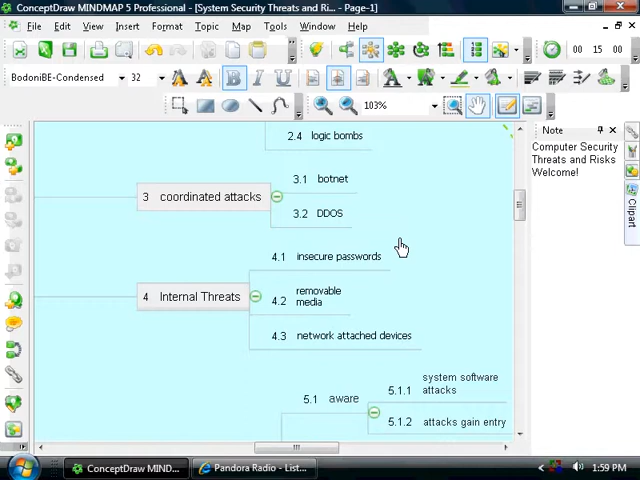 ConceptDraw MINDMAP 5 Professional - [System Security Threats and Ri... - Page-1]
File Edit View Insert Format Topic Map Tools Window Help
00 15 00
BodoniBE-Condensed 32 B I U A
103%
Note
Computer Security
Threats and Risks
Welcome!
Clipart
2.4 logic bombs
3.1 botnet
3 coordinated attacks
3.2 DDOS
4.1 insecure passwords
4 Internal Threats
4.2 removable
media
4.3 network attached devices
5.1 aware
5.1.1 system software
attacks
5.1.2 attacks gain entry
ConceptDraw MIND...
Pandora Radio - List...
1:59 PM